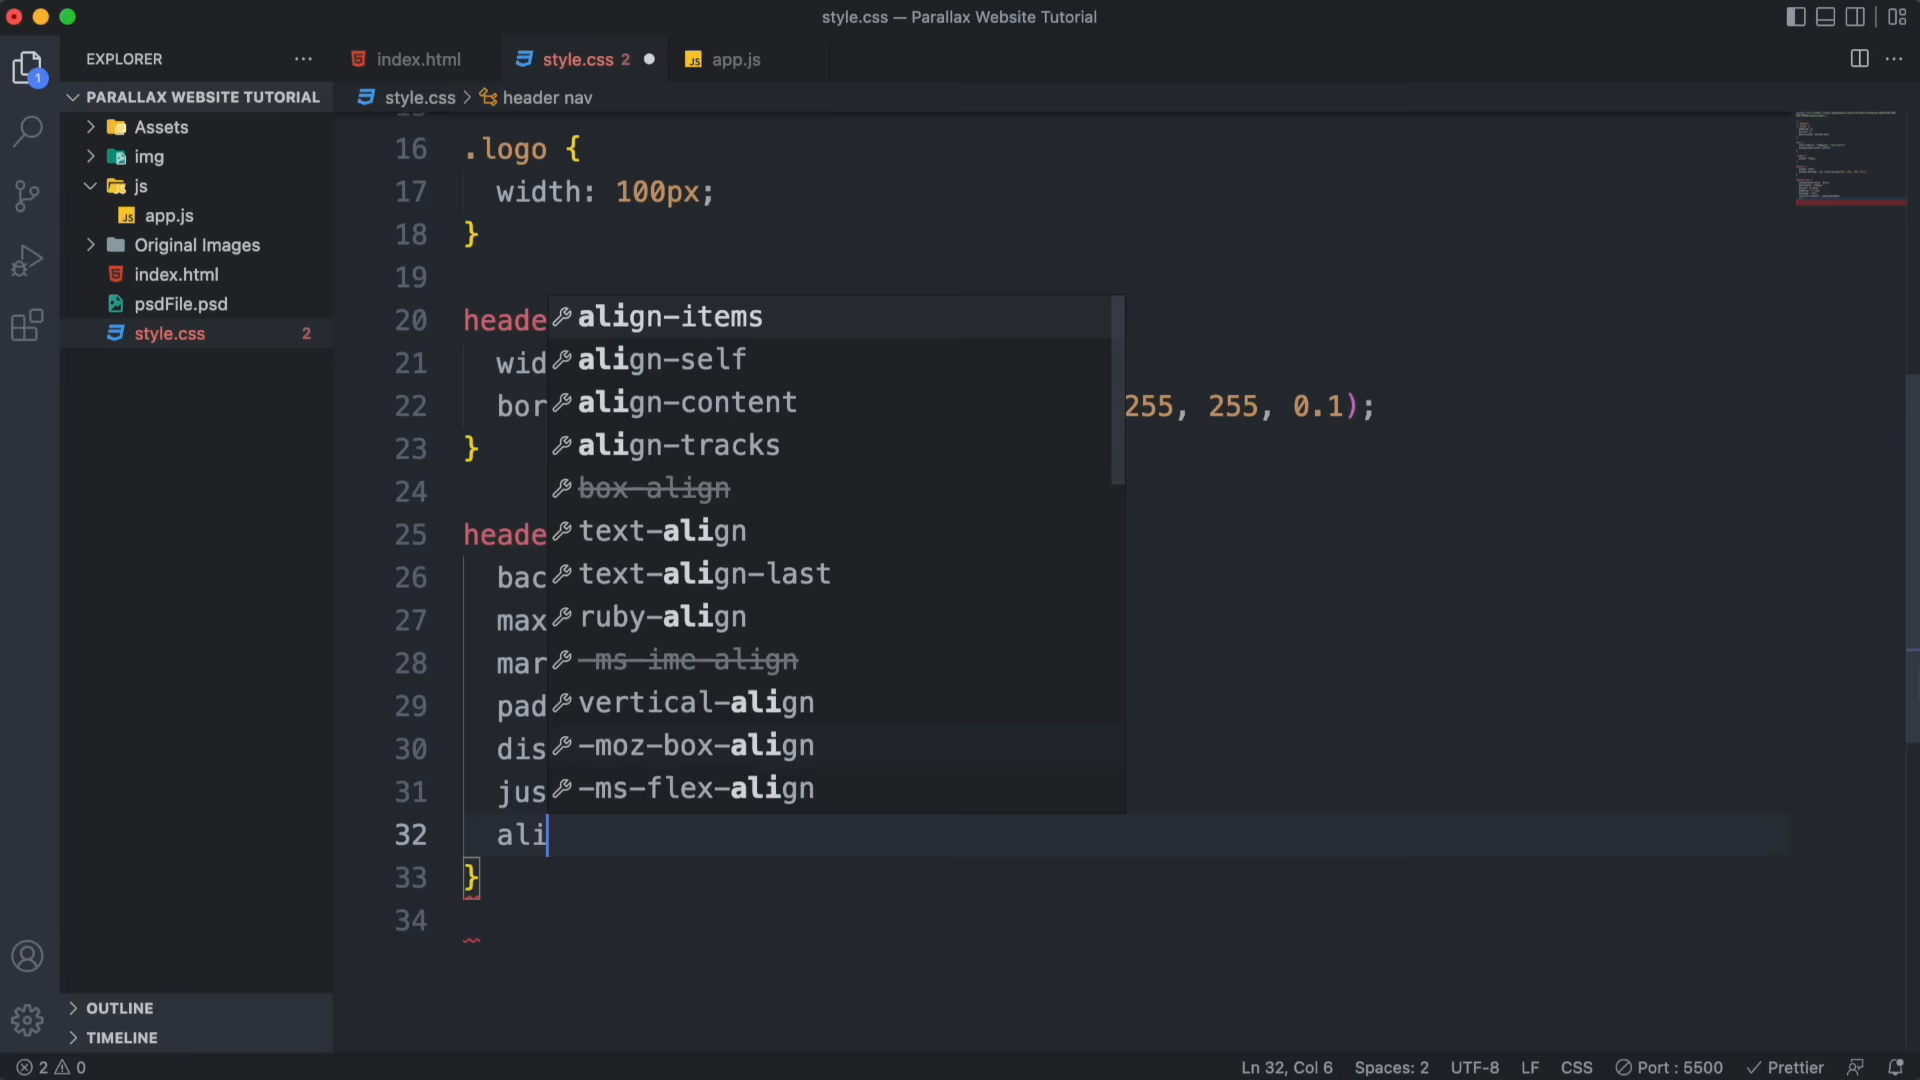 style.css — Parallax Website Tutorial
EXPLORER
index.html
style.css 2
JS app.js
PARALLAX WEBSITE TUTORIAL
style.css > header nav
1
Assets
img
js
JS app.js
Original Images
index.html
psdFile.psd
style.css 2
16 .logo {
17 width: 100px;
18 }
19
20 heade
21 wid
22 bor 255, 255, 0.1);
23 }
24
25 heade
26 bac
27 max
28 mar
29 pad
30 dis
31 jus
32 ali
33 }
34
align-items
align-self
align-content
align-tracks
box-align
text-align
text-align-last
ruby-align
-ms-ime-align
vertical-align
-moz-box-align
-ms-flex-align
OUTLINE
TIMELINE
2 0
Ln 32, Col 6 Spaces: 2 UTF-8 LF CSS Port : 5500 Prettier